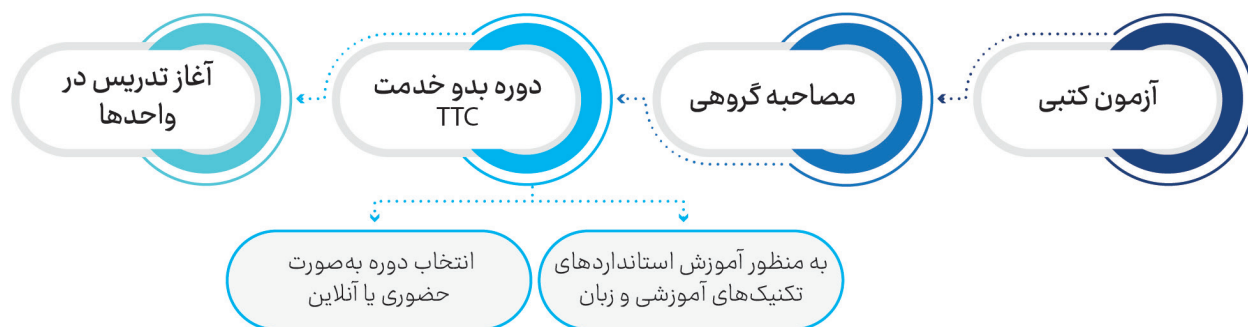 آزمون کتبی
مصاحبه گروهی
دوره بدو خدمت
TTC
آغاز تدریس در
واحدها
به منظور آموزش استانداردهای
تکنیک‌های آموزشی و زبان
انتخاب دوره به‌صورت
حضوری یا آنلاین